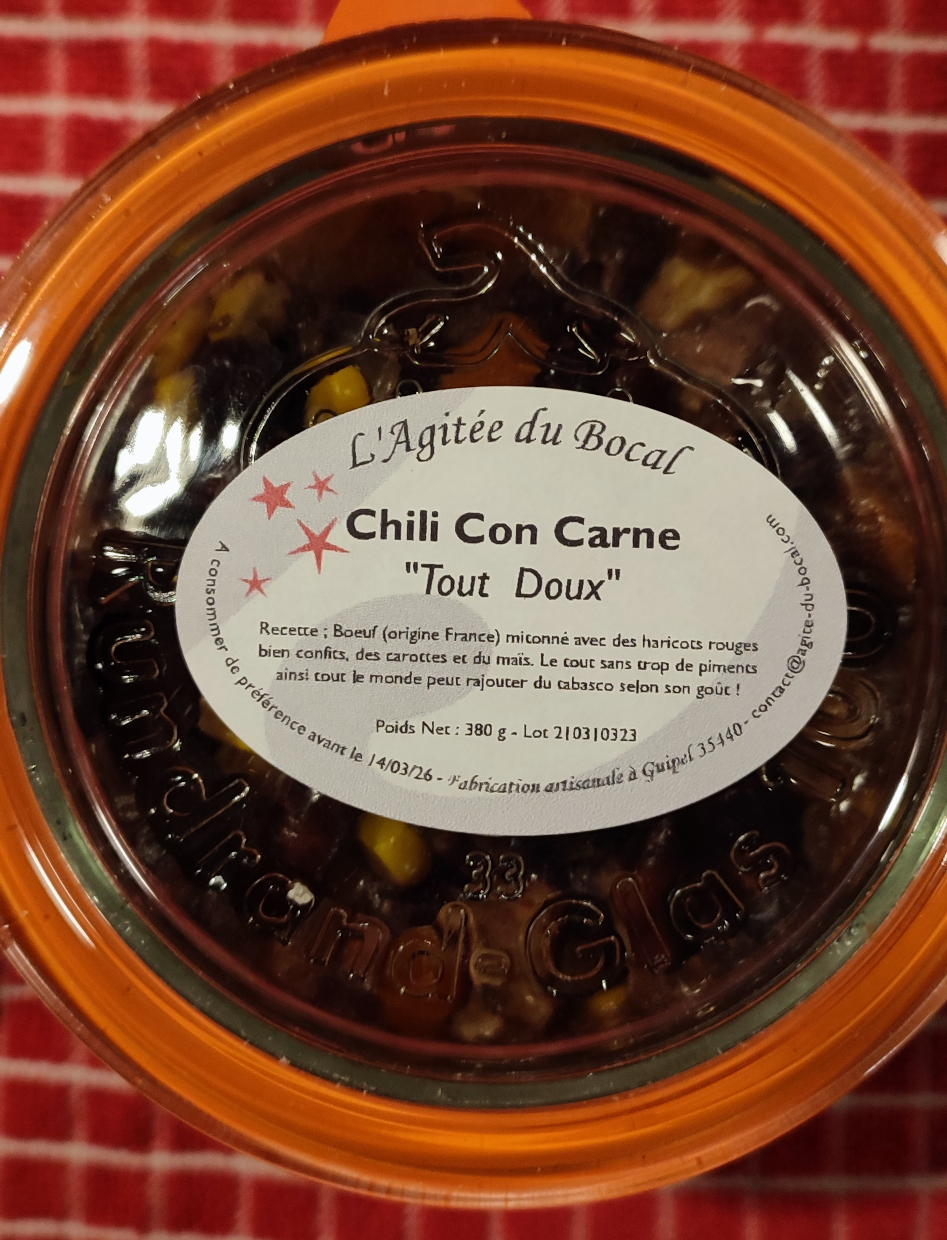 L'Agitée du Bocal
Chili Con Carne
"Tout Doux"
Recette ; Boeuf (origine France) mitonné avec des haricots rouges
bien confits, des carottes et du maïs. Le tout sans trop de piments
ainsi tout le monde peut rajouter du tabasco selon son goût !
Poids Net : 380 g - Lot 210310323
A consommer de préférence avant le 14/03/26 - Fabrication artisanale à Guipel 35440 - contact@agite-du-bocal.com
33
Rundrand-Glas